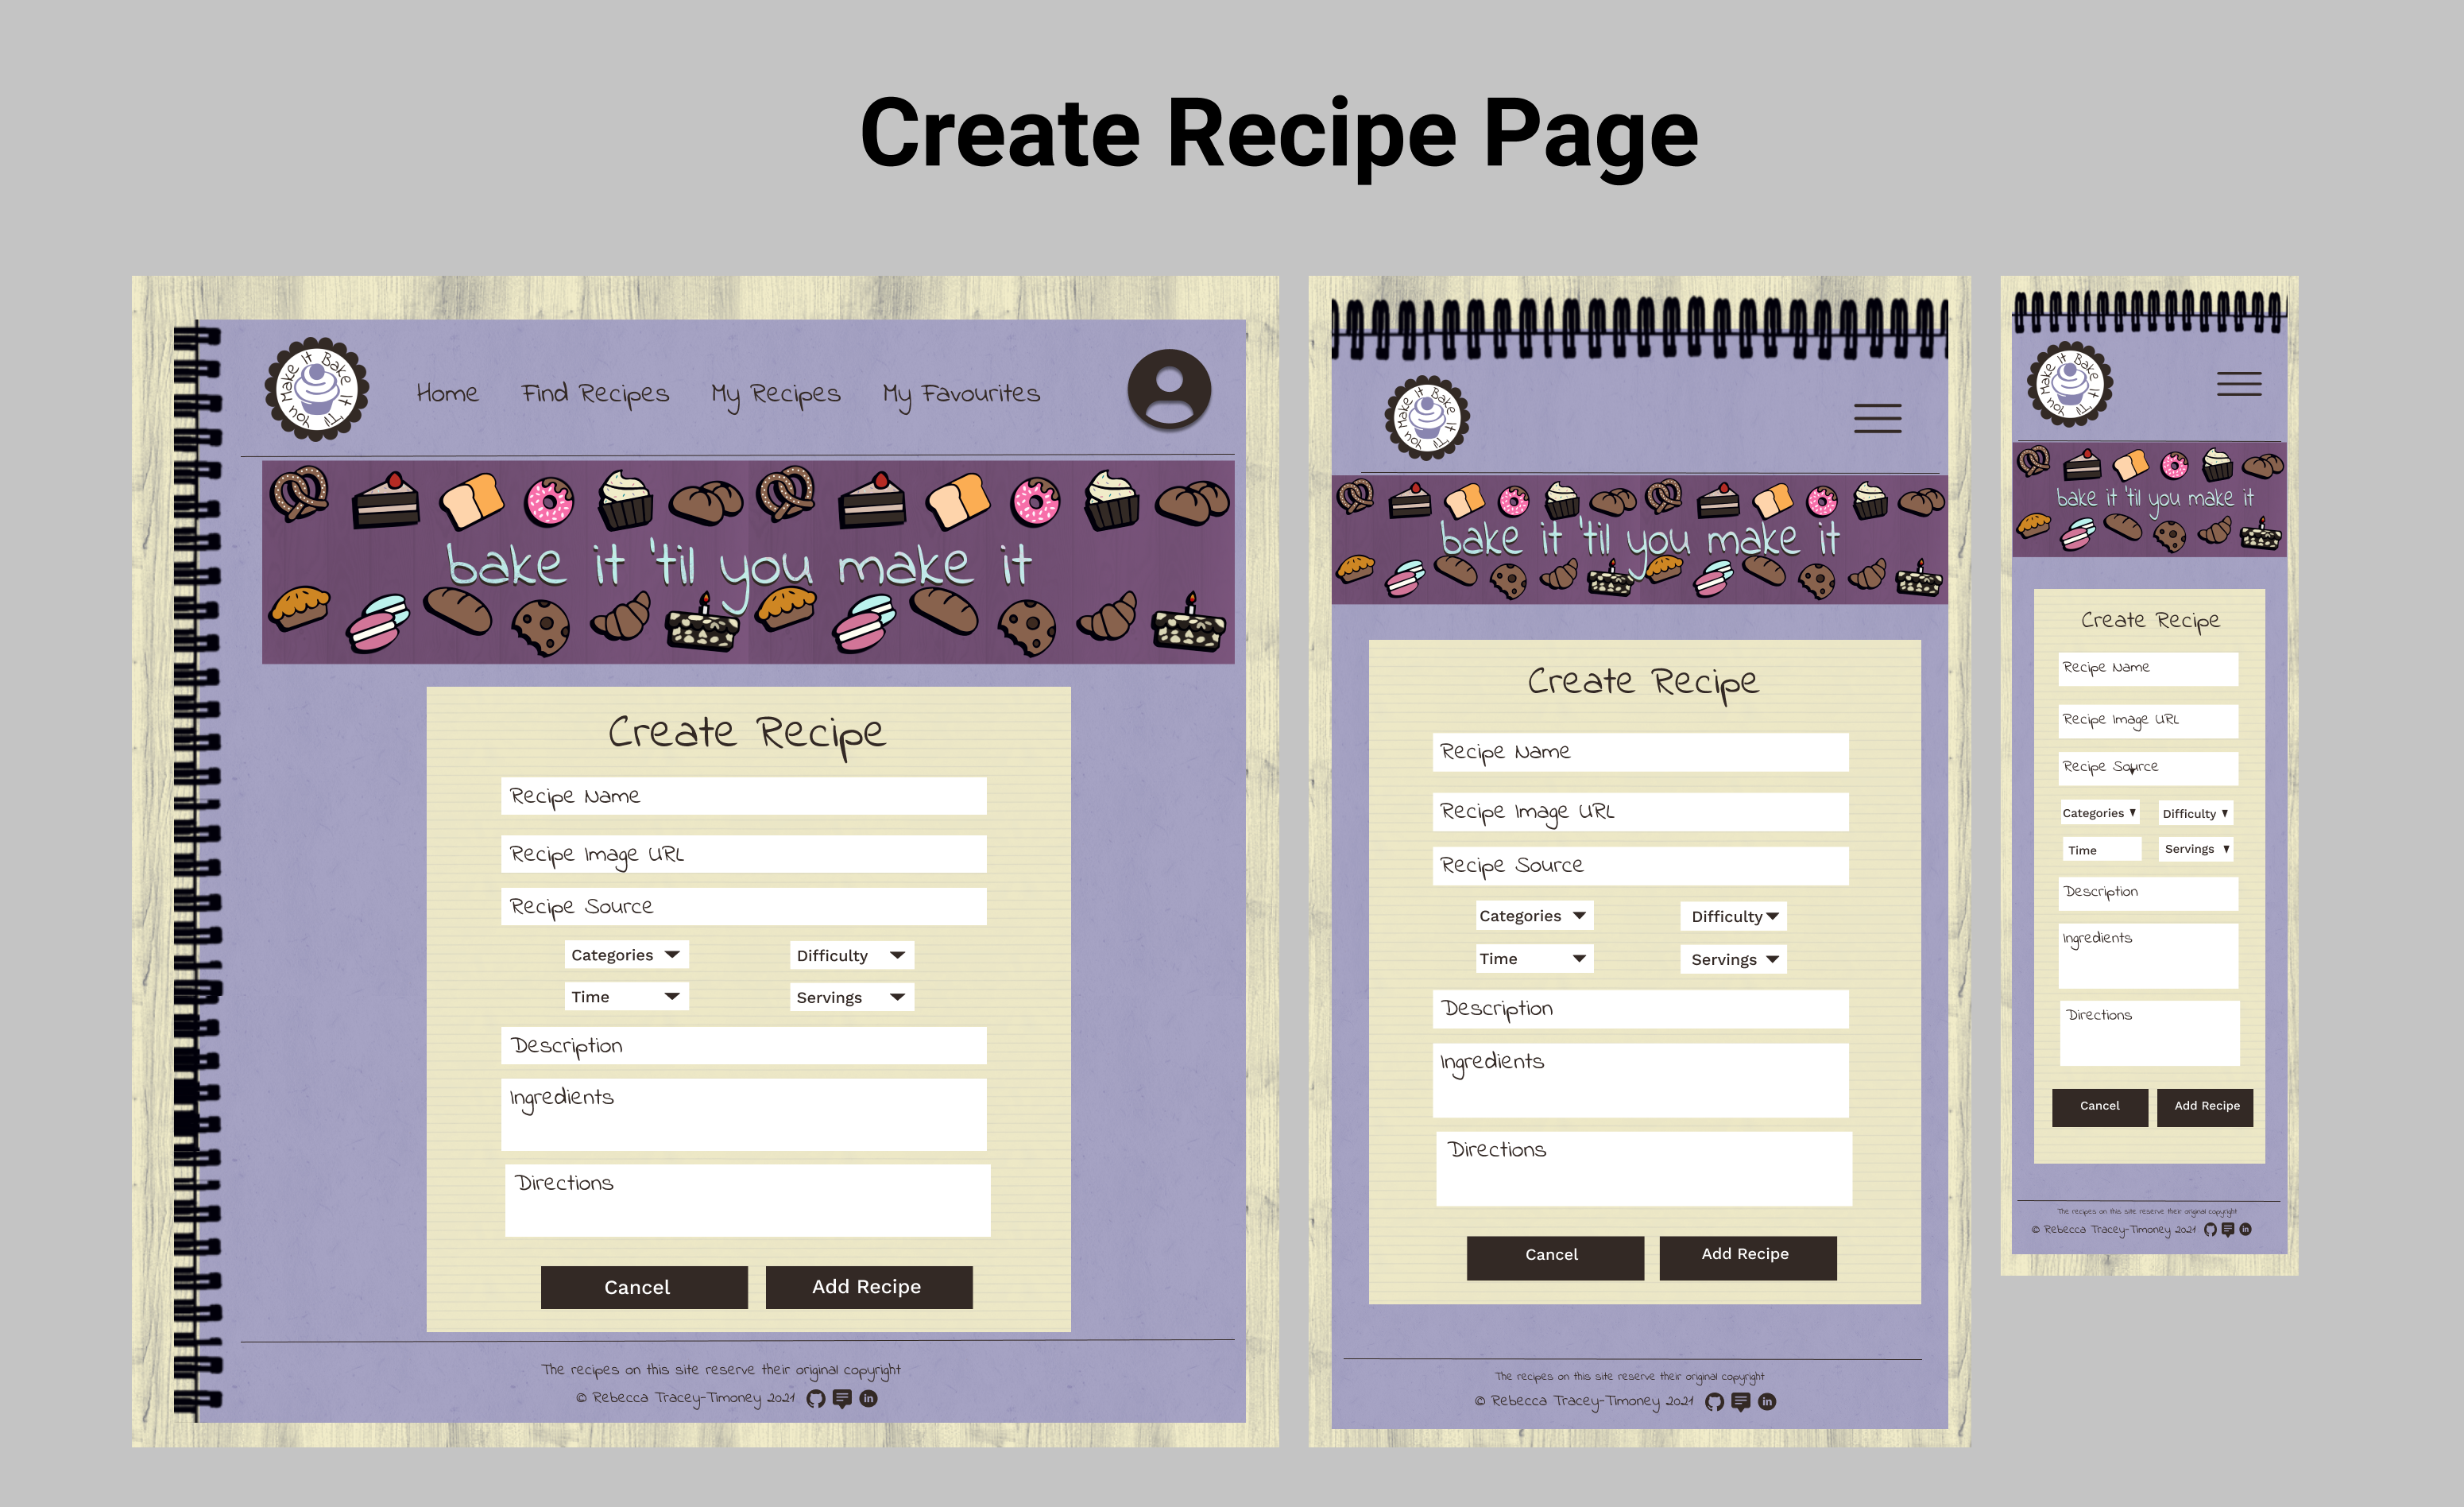 Create Recipe Page
Bake It 'Til You Make It
Home Find Recipes My Recipes My Favourites
bake it 'til you make it
Create Recipe
Recipe Name
Recipe Image URL
Recipe Source
Categories Difficulty
Time Servings
Description
Ingredients
Directions
Cancel Add Recipe
The recipes on this site reserve their original copyright
© Rebecca Tracey-Timoney 2021 in
Bake It 'Til You Make It
bake it 'til you make it
Create Recipe
Recipe Name
Recipe Image URL
Recipe Source
Categories Difficulty
Time Servings
Description
Ingredients
Directions
Cancel Add Recipe
The recipes on this site reserve their original copyright
© Rebecca Tracey-Timoney 2021 in
Bake It 'Til You Make It
bake it 'til you make it
Create Recipe
Recipe Name
Recipe Image URL
Recipe Source
Categories Difficulty
Time Servings
Description
Ingredients
Directions
Cancel Add Recipe
The recipes on this site reserve their original copyright
© Rebecca Tracey-Timoney 2021 in